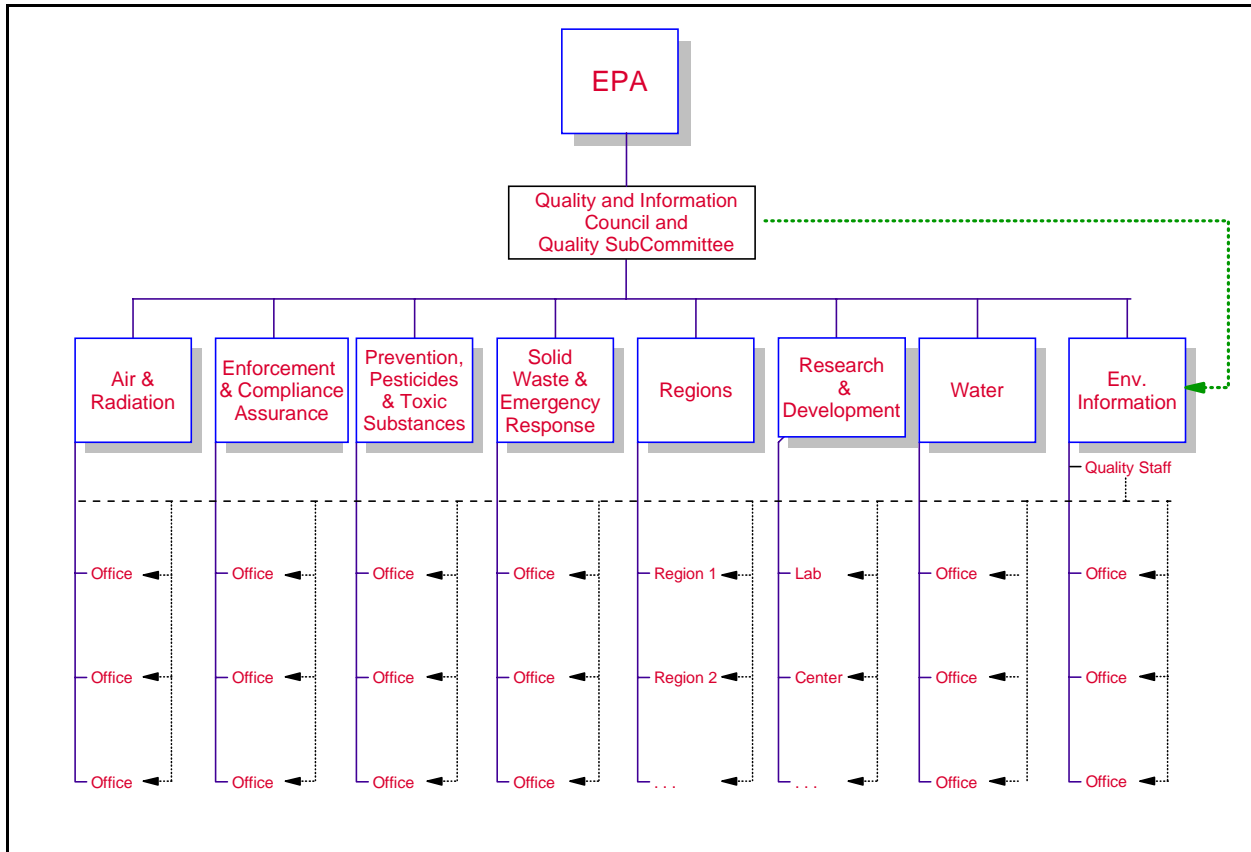 EPA
Quality and Information
Council and
Quality SubCommittee
Air &
Radiation
Enforcement
& Compliance
Assurance
Prevention,
Pesticides
& Toxic
Substances
Solid
Waste &
Emergency
Response
Regions
Research
&
Development
Water
Env.
Information
Quality Staff
Office
Office
Office
Office
Region 1
Lab
Office
Office
Office
Office
Office
Office
Region 2
Center
Office
Office
Office
Office
Office
Office
. . .
. . .
Office
Office